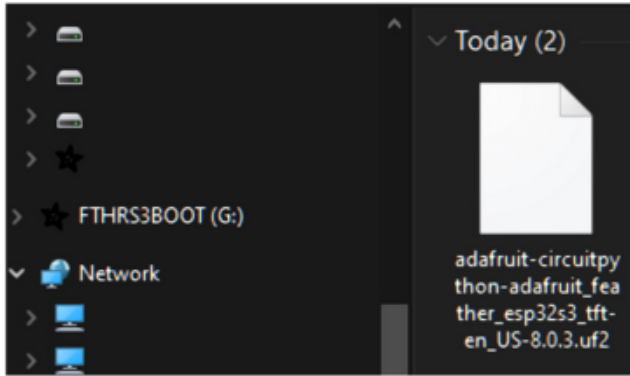 Today (2)
FTHRS3BOOT (G:)
Network
adafruit-circuitpy
thon-adafruit_fea
ther_esp32s3_tft-
en_US-8.0.3.uf2